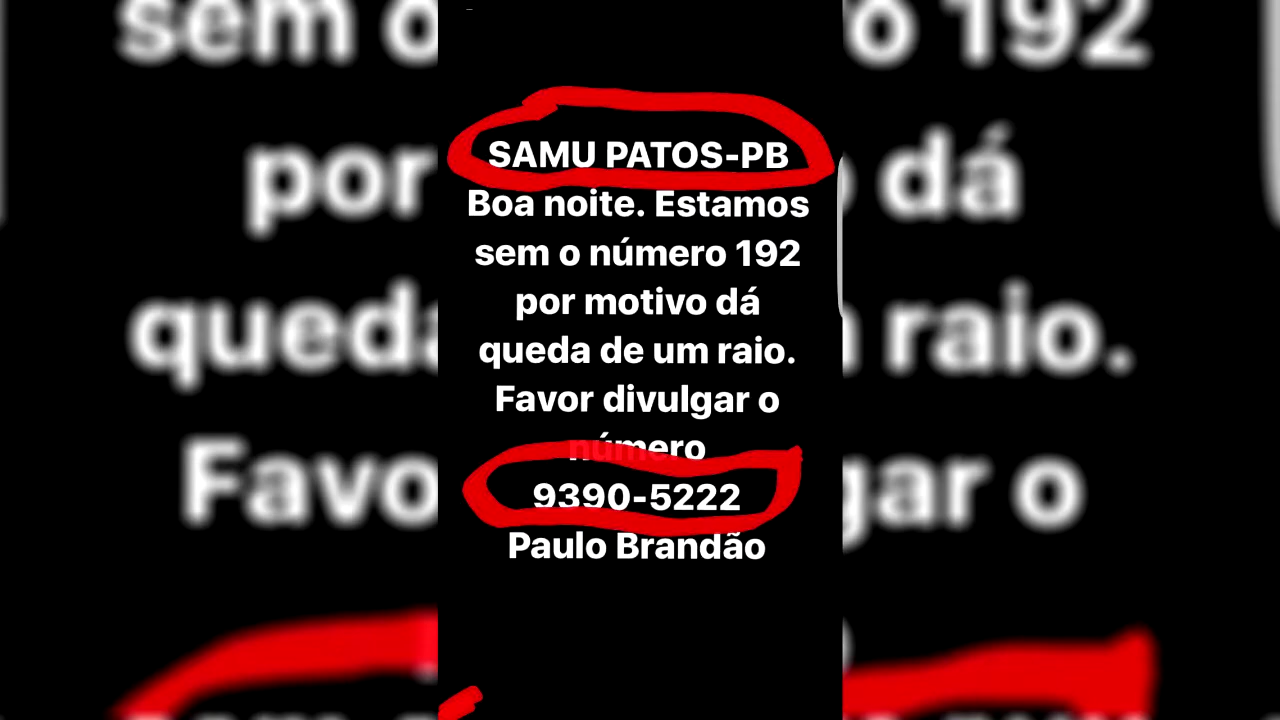 SAMU PATOS-PB
Boa noite. Estamos
sem o número 192
por motivo dá
queda de um raio.
Favor divulgar o
número
9390-5222
Paulo Brandão